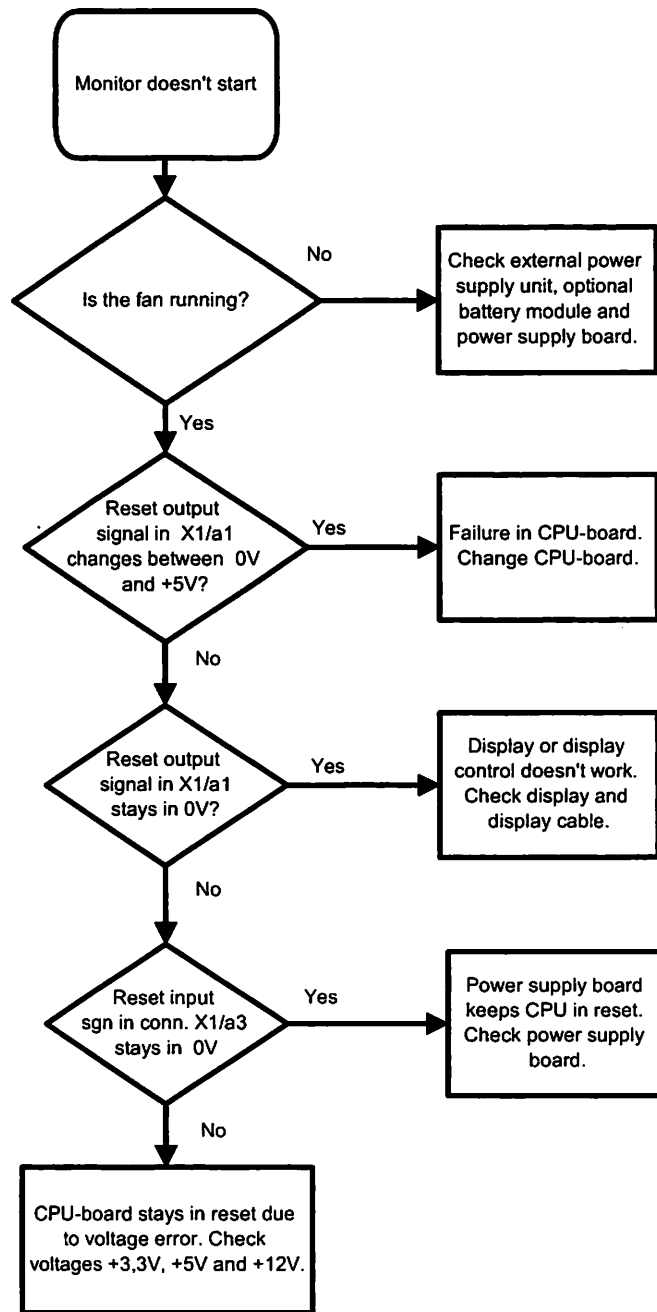 Monitor doesn't start
Is the fan running?
No
Check external power
supply unit, optional
battery module and
power supply board.
Yes
Reset output
signal in X1/a1
changes between 0V
and +5V?
Yes
Failure in CPU-board.
Change CPU-board.
No
Reset output
signal in X1/a1
stays in 0V?
Yes
Display or display
control doesn't work.
Check display and
display cable.
No
Reset input
sgn in conn. X1/a3
stays in 0V
Yes
Power supply board
keeps CPU in reset.
Check power supply
board.
No
CPU-board stays in reset due
to voltage error. Check
voltages +3,3V, +5V and +12V.